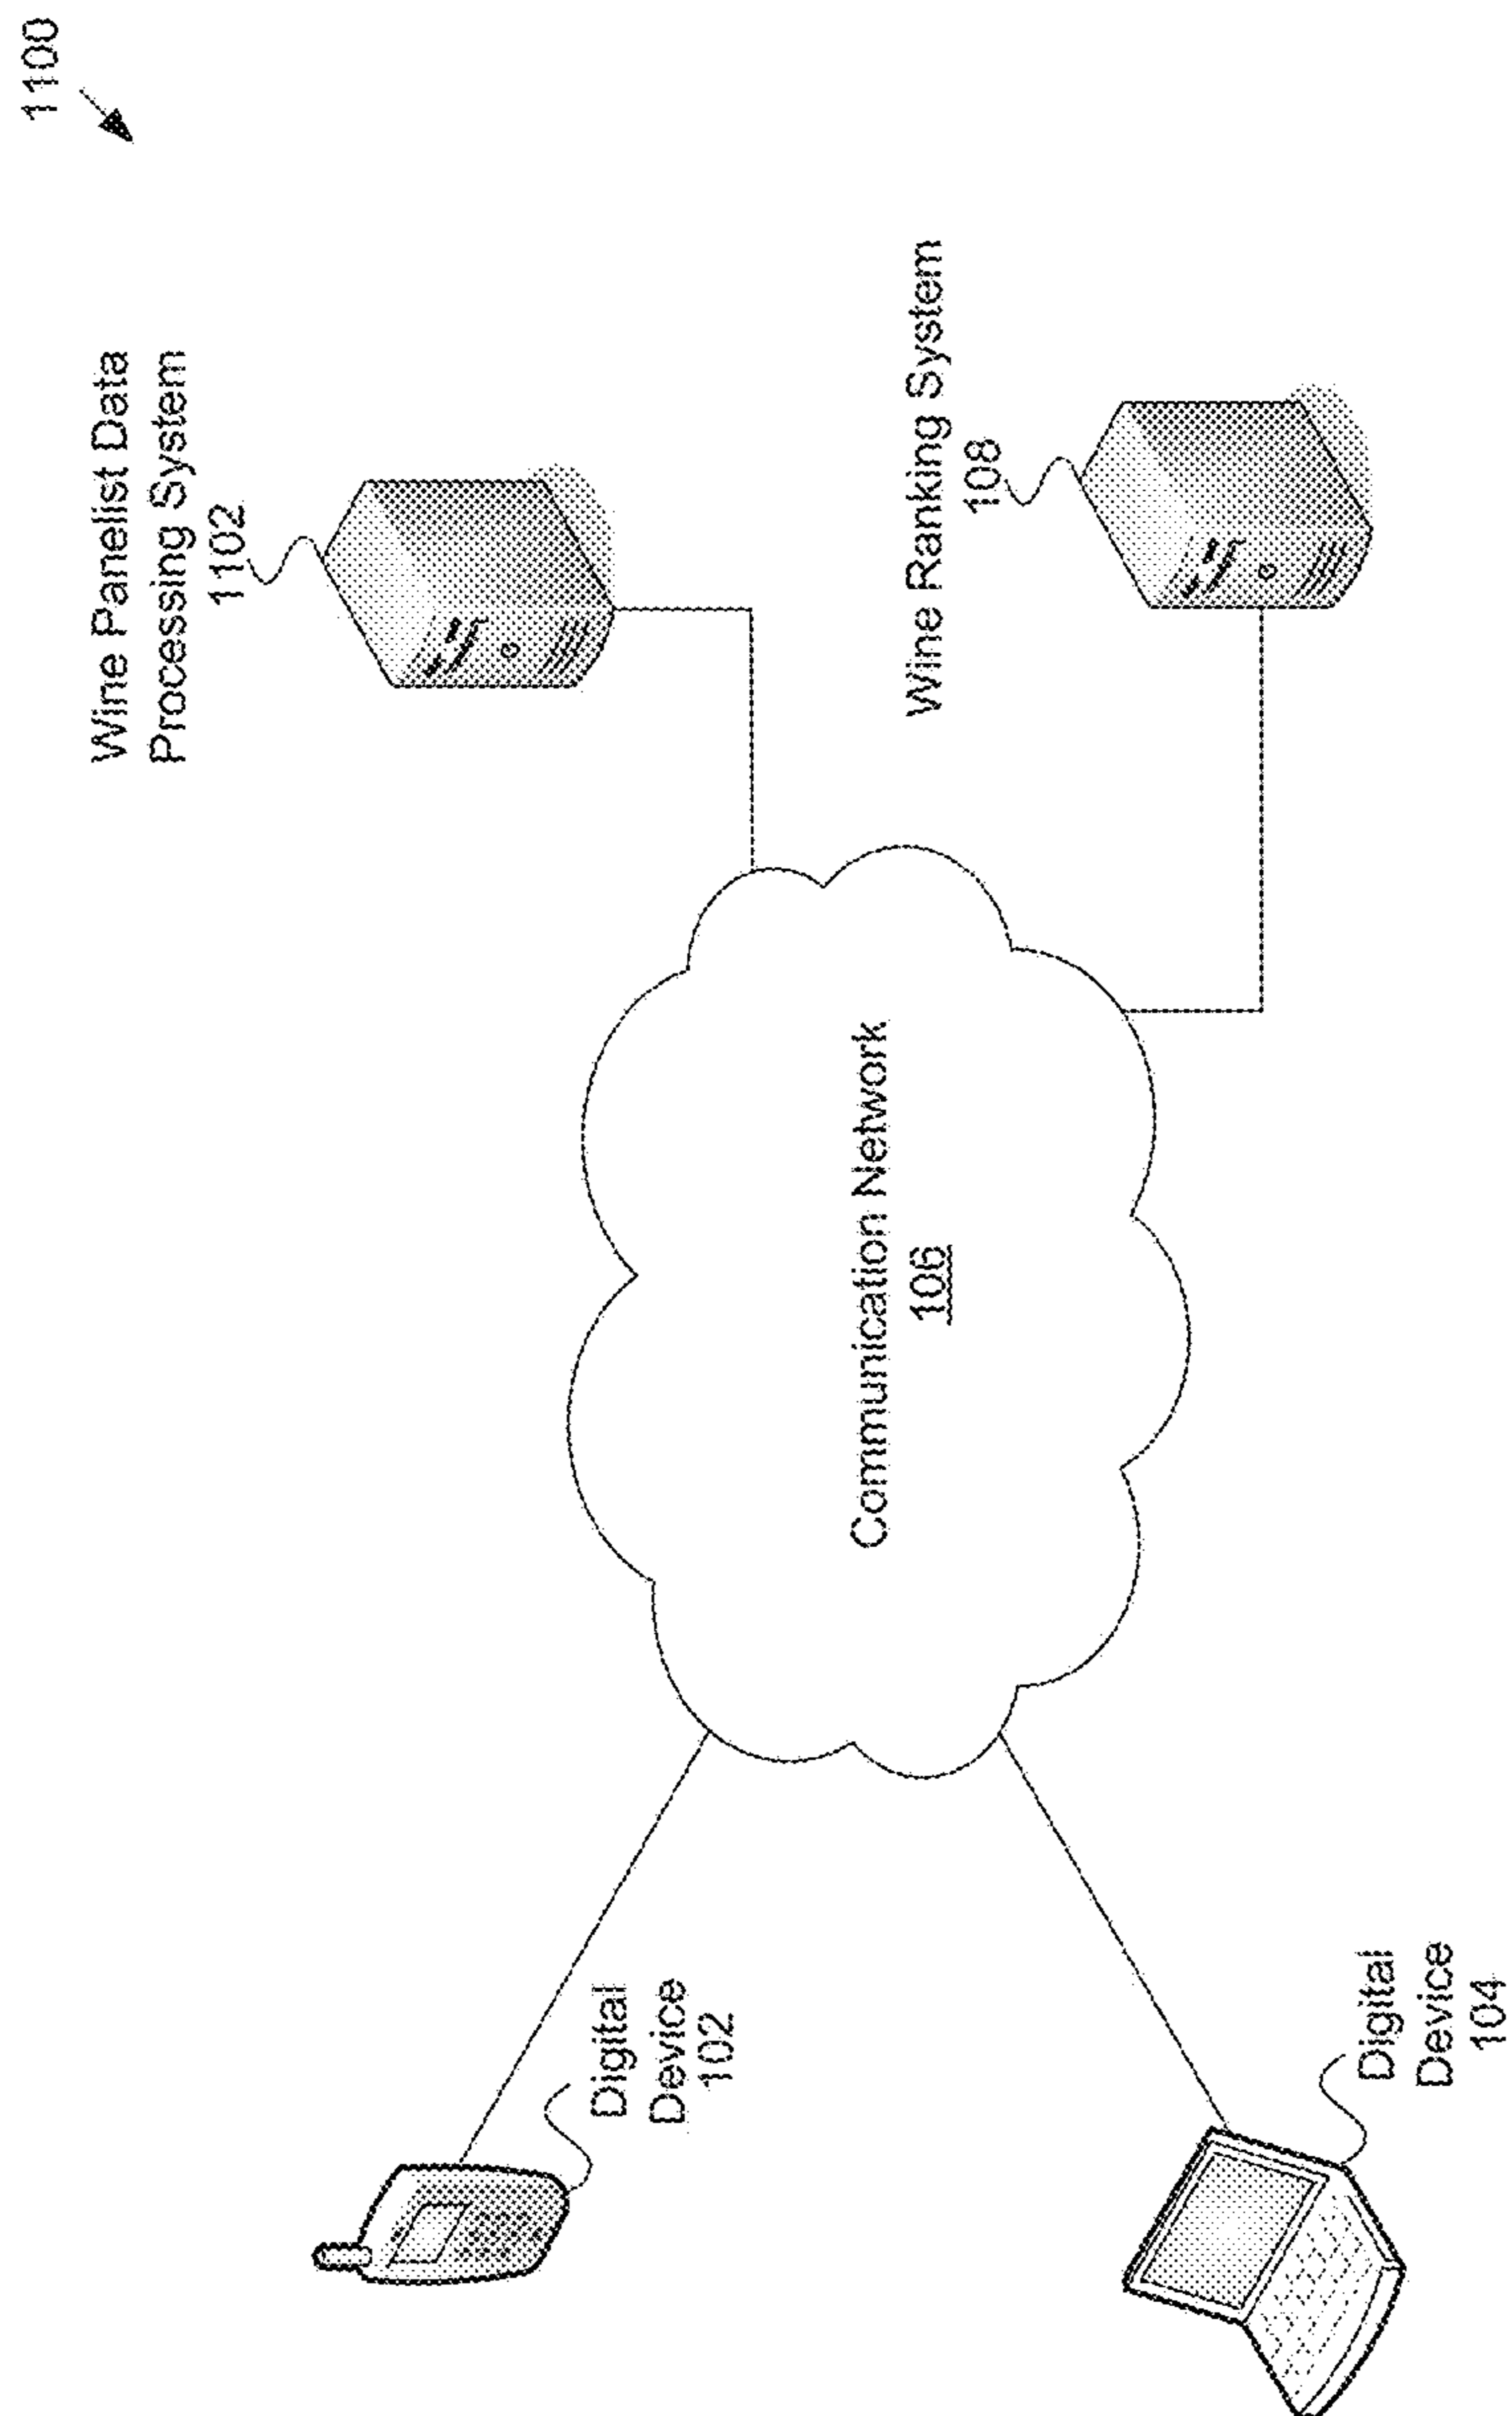 1100
Wine Panelist Data
Processing System
1102
Wine Ranking System
108
Communication Network
106
Digital
Device
102
Digital
Device
104